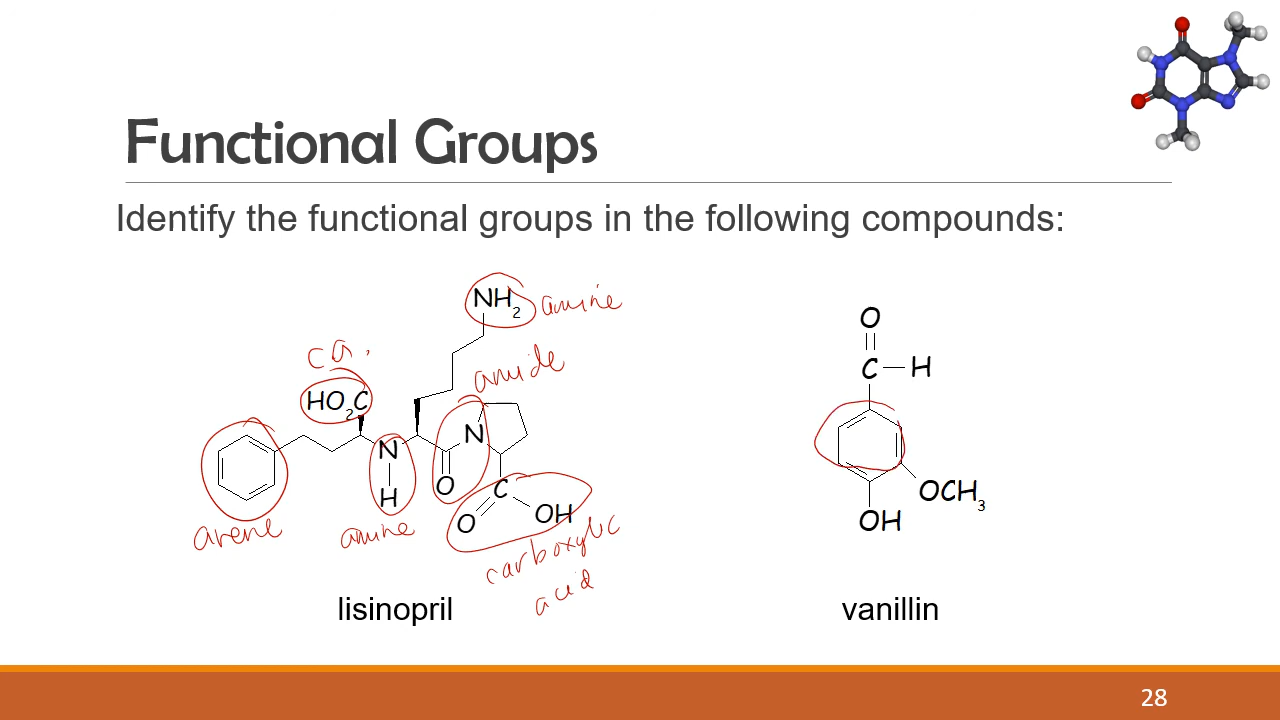 Functional Groups
Identify the functional groups in the following compounds:
NH2 amine
O
amide
C H
ca.
HO2C
N
N
H
O
C
O OH
OCH3
OH
arene amine
carboxylic
acid
lisinopril vanillin
28